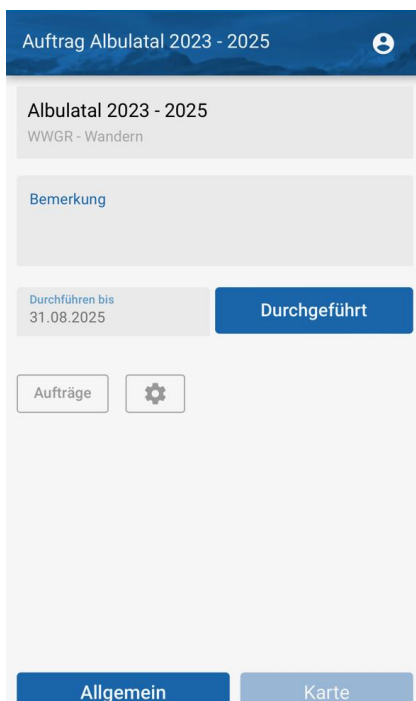 Auftrag Albulatal 2023 - 2025
Albulatal 2023 - 2025
WWGR - Wandern
Bemerkung
Durchführen bis
31.08.2025
Durchgeführt
Aufträge
Allgemein
Karte